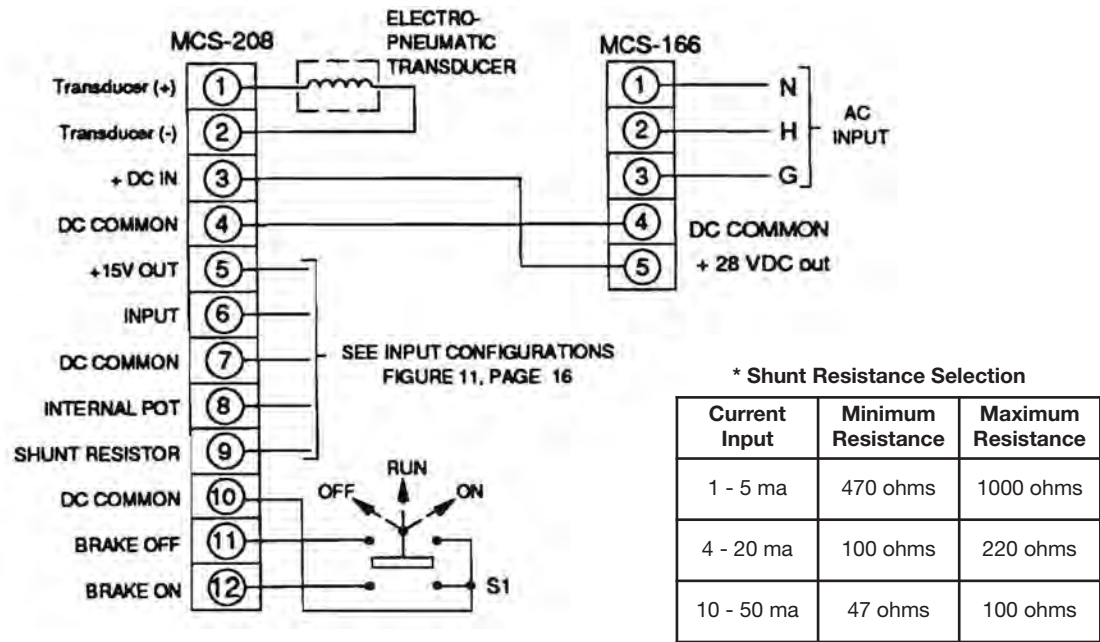 MCS-208
Transducer (+)
Transducer (-)
+ DC IN
DC COMMON
+15V OUT
INPUT
DC COMMON
INTERNAL POT
SHUNT RESISTOR
DC COMMON
BRAKE OFF
BRAKE ON
1
2
3
4
5
6
7
8
9
10
11
12
ELECTRO-
PNEUMATIC
TRANSDUCER
MCS-166
1
2
3
4
5
N
H
G
AC
INPUT
DC COMMON
+ 28 VDC out
SEE INPUT CONFIGURATIONS
FIGURE 11, PAGE 16
OFF
RUN
ON
S1
* Shunt Resistance Selection
Current Input Minimum Resistance Maximum Resistance
1 - 5 ma 470 ohms 1000 ohms
4 - 20 ma 100 ohms 220 ohms
10 - 50 ma 47 ohms 100 ohms